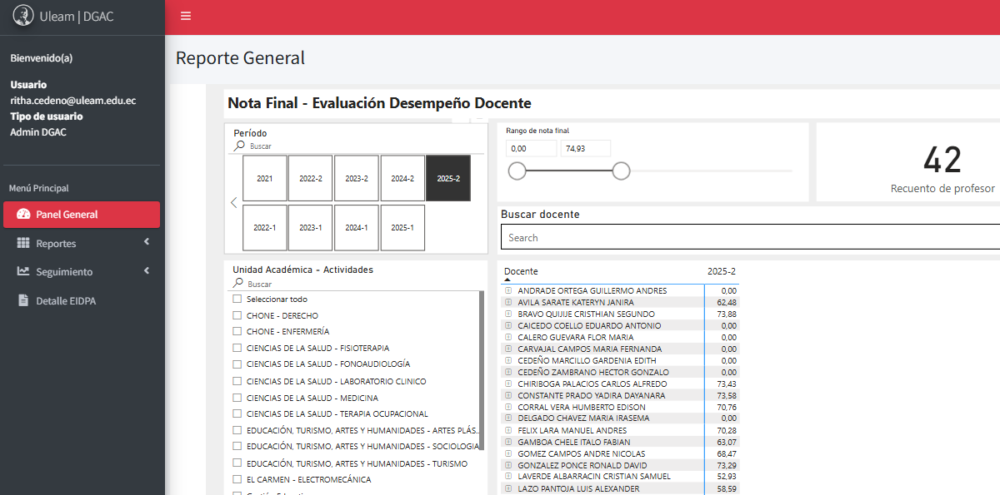 Uleam | DGAC
Bienvenido(a)
Usuario
ritha.cedeno@uleam.edu.ec
Tipo de usuario
Admin DGAC
Menú Principal
Panel General
Reportes
Seguimiento
Detalle EIDPA
Reporte General
Nota Final - Evaluación Desempeño Docente
Período
Buscar
2021 2022-2 2023-2 2024-2 2025-2
2022-1 2023-1 2024-1 2025-1
Rango de nota final
0,00 74,93
42
Recuento de profesor
Buscar docente
Search
Unidad Académica - Actividades
Buscar
Seleccionar todo
CHONE - DERECHO
CHONE - ENFERMERÍA
CIENCIAS DE LA SALUD - FISIOTERAPIA
CIENCIAS DE LA SALUD - FONOAUDIOLOGÍA
CIENCIAS DE LA SALUD - LABORATORIO CLINICO
CIENCIAS DE LA SALUD - MEDICINA
CIENCIAS DE LA SALUD - TERAPIA OCUPACIONAL
EDUCACIÓN, TURISMO, ARTES Y HUMANIDADES - ARTES PLÁS...
EDUCACIÓN, TURISMO, ARTES Y HUMANIDADES - SOCIOLOGIA
EDUCACIÓN, TURISMO, ARTES Y HUMANIDADES - TURISMO
EL CARMEN - ELECTROMECÁNICA
Docente 2025-2
ANDRADE ORTEGA GUILLERMO ANDRES 0,00
AVILA SARATE KATERYN JANIRA 62,48
BRAVO QUIJIJE CRISTHIAN SEGUNDO 73,88
CAICEDO COELLO EDUARDO ANTONIO 0,00
CALERO GUEVARA FLOR MARIA 0,00
CARVAJAL CAMPOS MARIA FERNANDA 0,00
CEDEÑO MARCILLO GARDENIA EDITH 0,00
CEDEÑO ZAMBRANO HECTOR GONZALO 0,00
CHIRIBOGA PALACIOS CARLOS ALFREDO 73,43
CONSTANTE PRADO YADIRA DAYANARA 73,58
CORRAL VERA HUMBERTO EDISON 70,76
DELGADO CHAVEZ MARIA IRASEMA 0,00
FELIX LARA MANUEL ANDRES 70,28
GAMBOA CHELE ITALO FABIAN 63,07
GOMEZ CAMPOS ANDRE NICOLAS 68,47
GONZALEZ PONCE RONALD DAVID 73,29
LAVERDE ALBARRACIN CRISTIAN SAMUEL 52,93
LAZO PANTOJA LUIS ALEXANDER 58,59